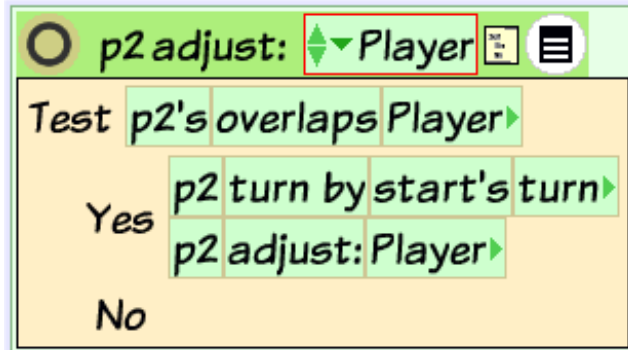 p2 adjust: Player
Test p2's overlaps Player
Yes p2 turn by start's turn
p2 adjust: Player
No